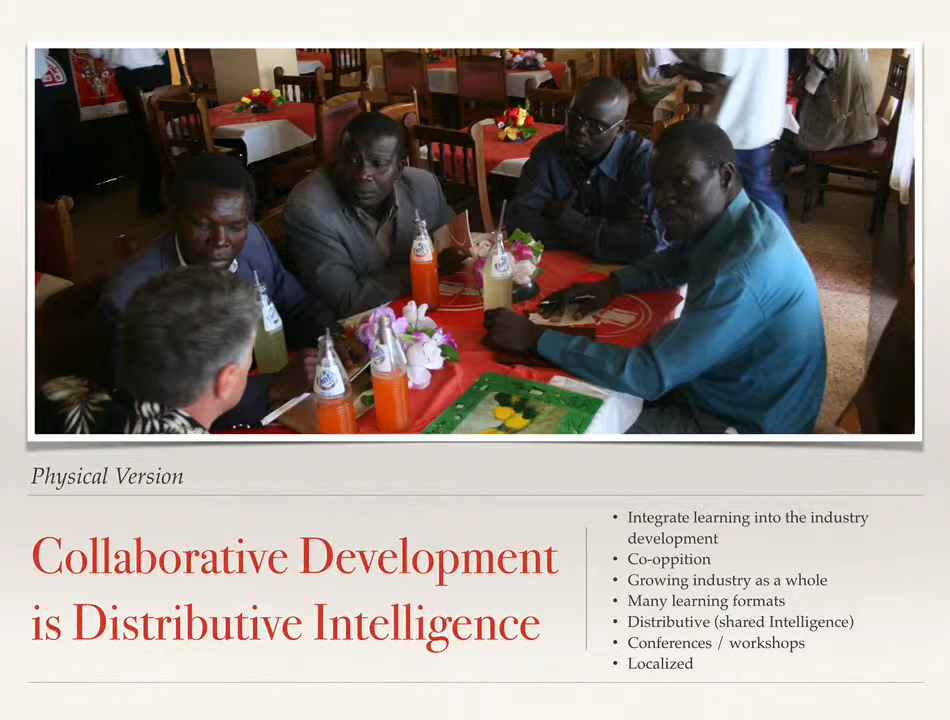 Physical Version
Collaborative Development
is Distributive Intelligence
• Integrate learning into the industry
development
• Co-oppition
• Growing industry as a whole
• Many learning formats
• Distributive (shared Intelligence)
• Conferences / workshops
• Localized